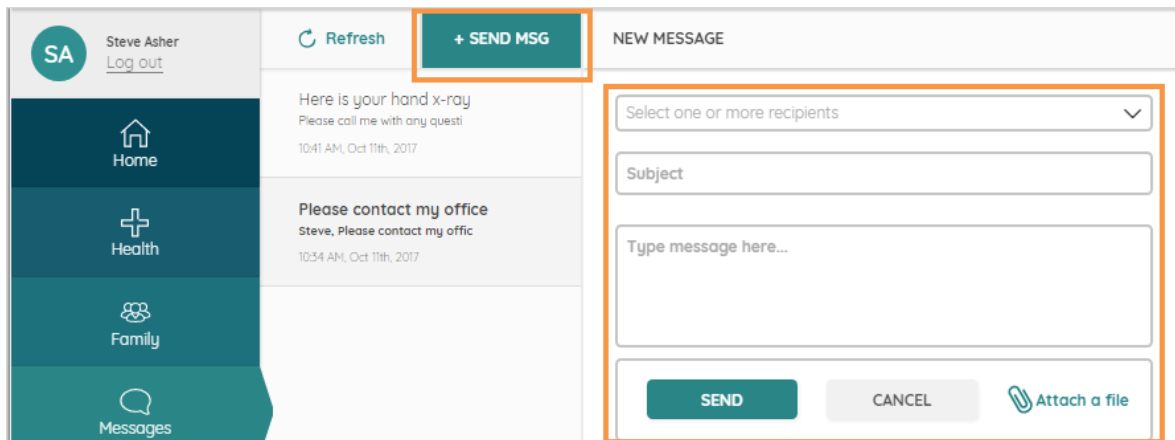 SA
Steve Asher
Log out
Home
Health
Family
Messages
Refresh
+ SEND MSG
Here is your hand x-ray
Please call me with any questi
10:41 AM, Oct 11th, 2017
Please contact my office
Steve, Please contact my offic
10:34 AM, Oct 11th, 2017
NEW MESSAGE
Select one or more recipients
Subject
Type message here...
SEND
CANCEL
Attach a file